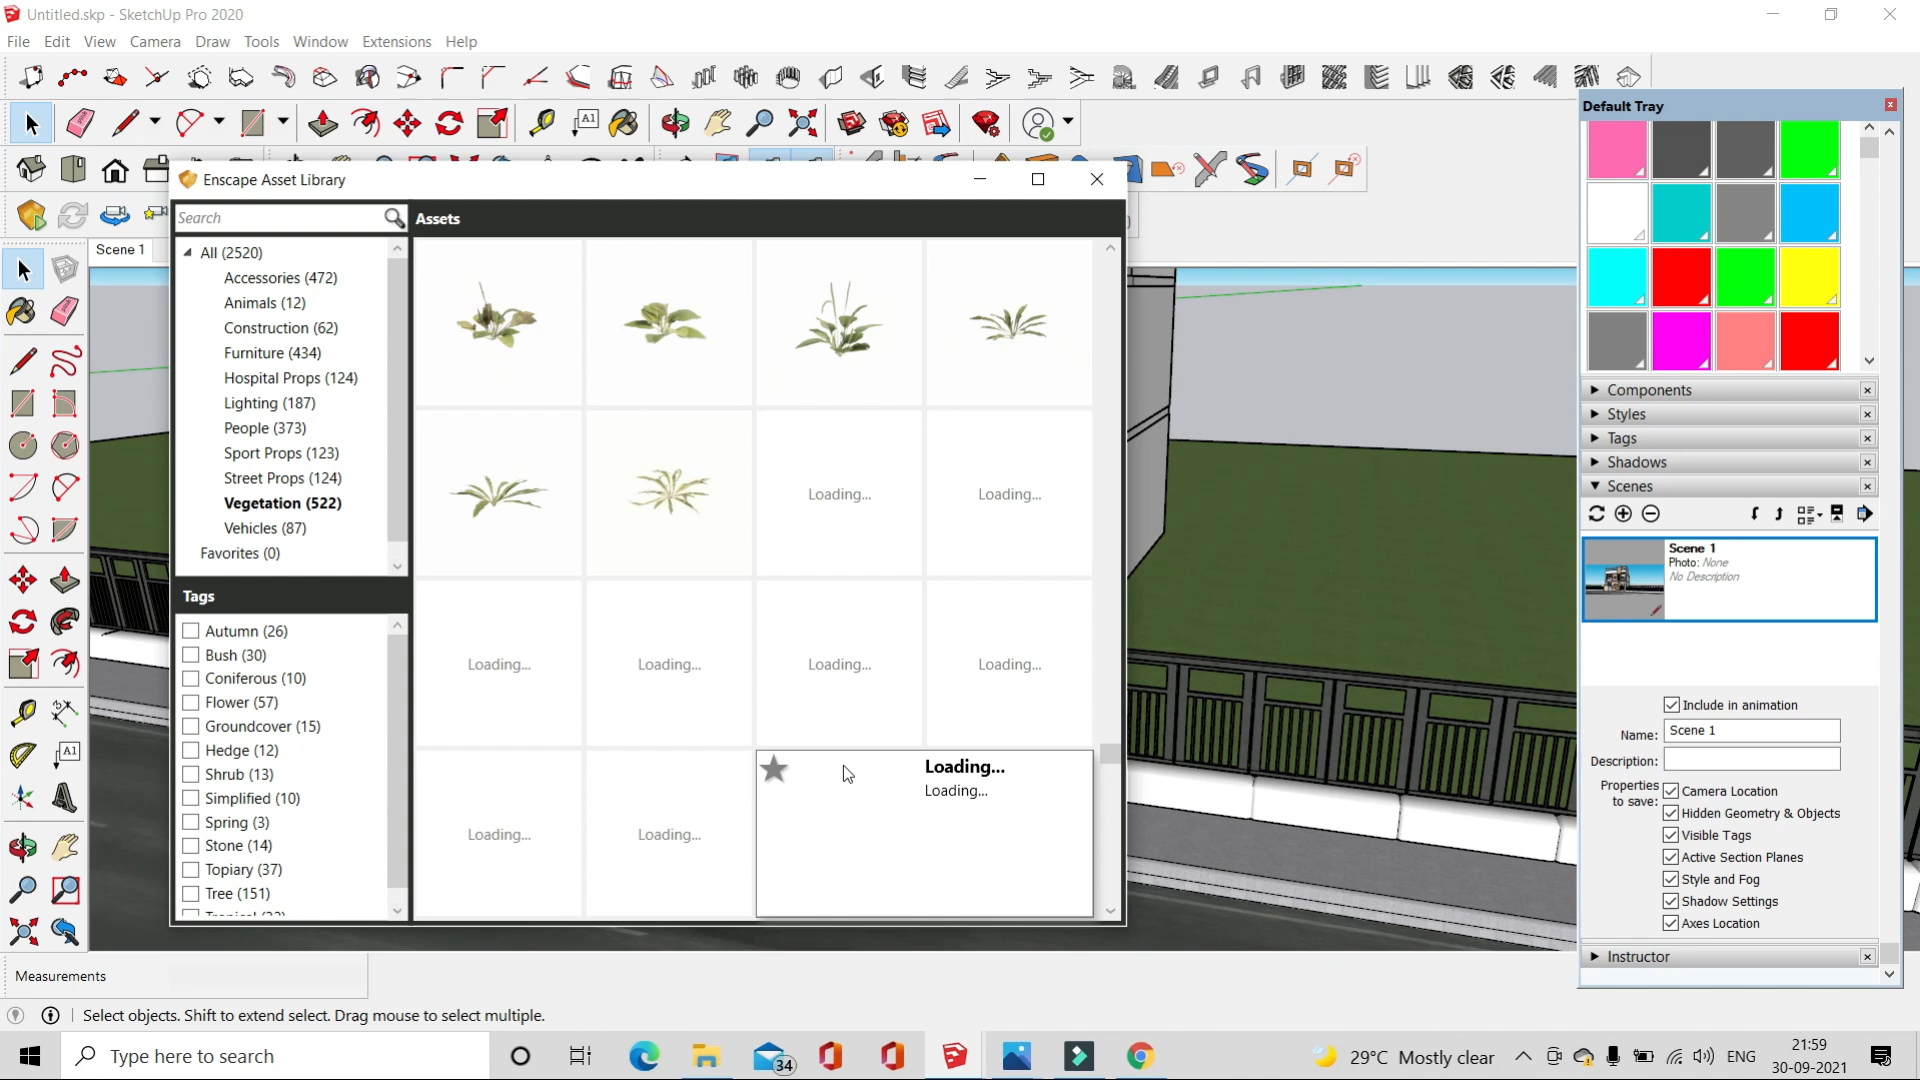 Untitled.skp - SketchUp Pro 2020
File Edit View Camera Draw Tools Window Extensions Help
Default Tray
Enscape Asset Library
Search
Assets
Scene 1
All (2520)
Accessories (472)
Animals (12)
Construction (62)
Furniture (434)
Hospital Props (124)
Lighting (187)
People (373)
Sport Props (123)
Street Props (124)
Vegetation (522)
Vehicles (87)
Favorites (0)
Tags
Autumn (26)
Bush (30)
Coniferous (10)
Flower (57)
Groundcover (15)
Hedge (12)
Shrub (13)
Simplified (10)
Spring (3)
Stone (14)
Topiary (37)
Tree (151)
Loading... Loading...
Loading... Loading... Loading... Loading...
Loading... Loading...
Loading...
Loading...
Components
Styles
Tags
Shadows
Scenes
Scene 1
Photo: None
No Description
Include in animation
Name: Scene 1
Description:
Properties to save:
Camera Location
Hidden Geometry & Objects
Visible Tags
Active Section Planes
Style and Fog
Shadow Settings
Axes Location
Instructor
Measurements
Select objects. Shift to extend select. Drag mouse to select multiple.
Type here to search
34
29°C Mostly clear
ENG
21:59
30-09-2021